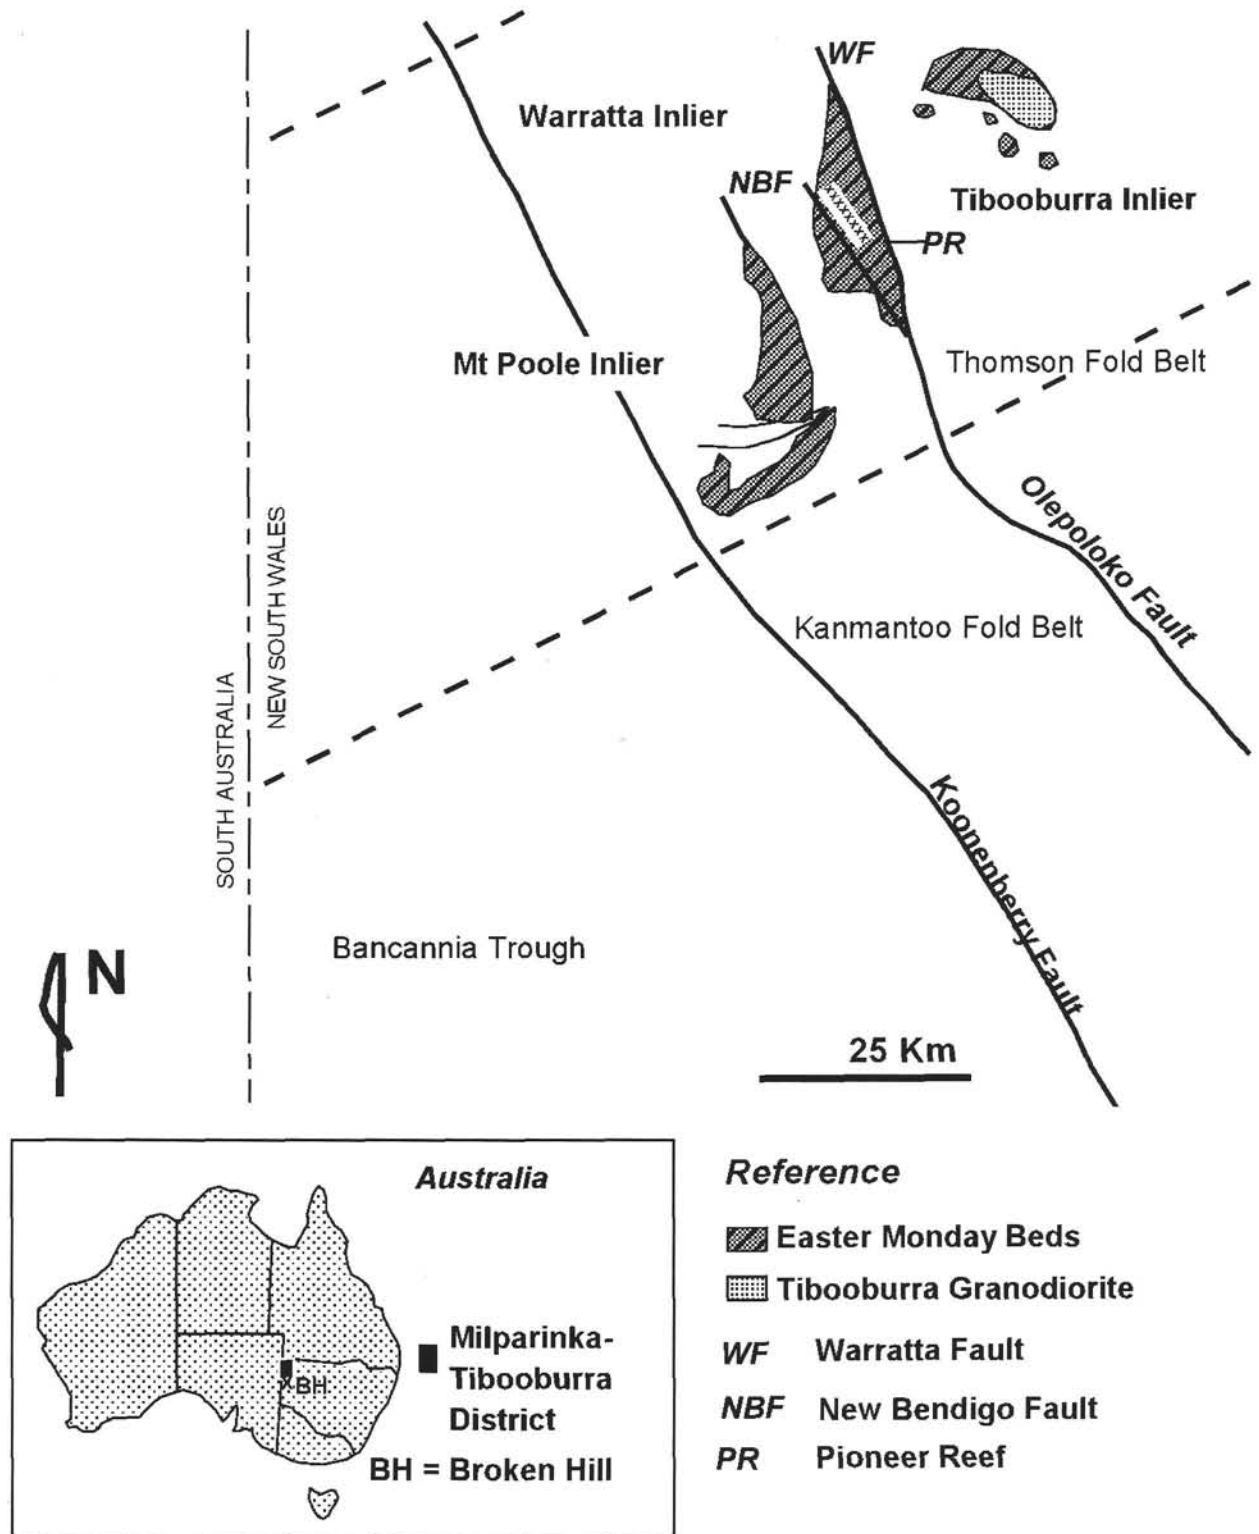 WF
Warratta Inlier
NBF
Tibooburra Inlier
PR
Mt Poole Inlier
Thomson Fold Belt
Olepoloko Fault
Kanmantoo Fold Belt
SOUTH AUSTRALIA
NEW SOUTH WALES
Koonenberry Fault
Bancannia Trough
N
25 Km
xxxxxxxx
Australia
Milparinka-
Tibooburra
District
BH
BH = Broken Hill
Reference
Easter Monday Beds
Tibooburra Granodiorite
WF Warratta Fault
NBF New Bendigo Fault
PR Pioneer Reef